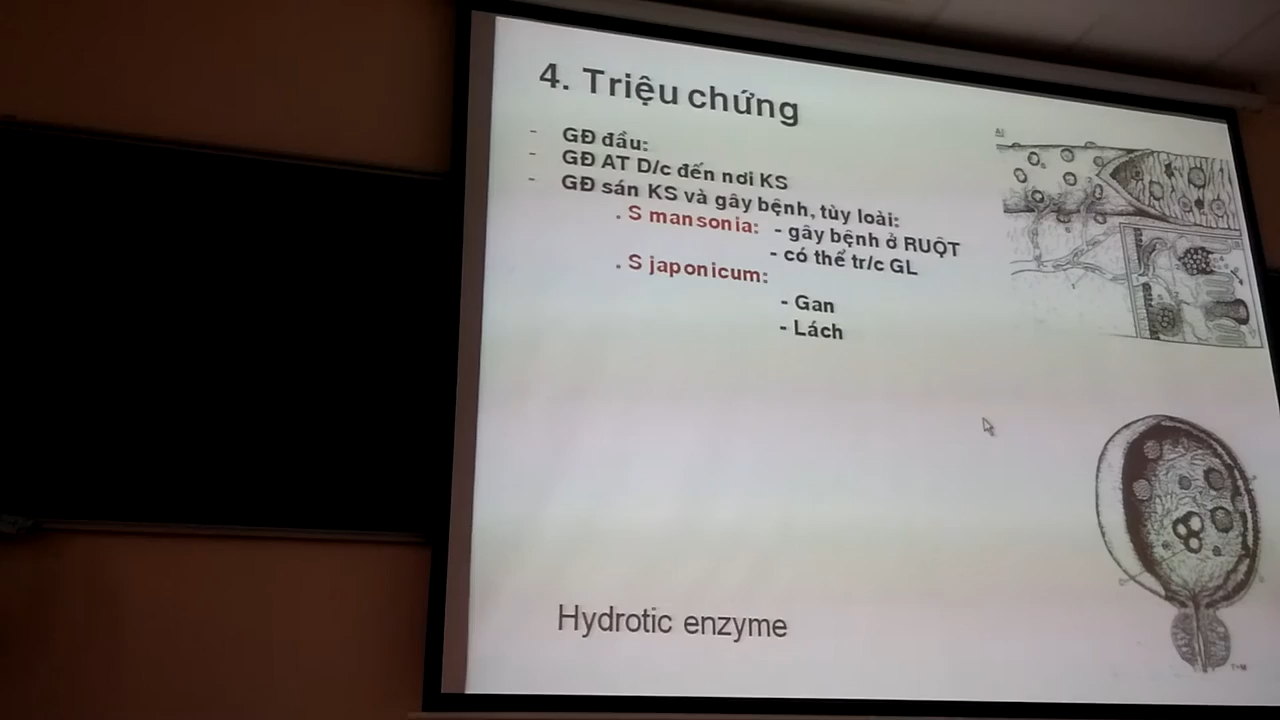 4. Triệu chứng
- GĐ đầu:
- GĐ AT D/c đến nơi KS
- GĐ sán KS và gây bệnh, tùy loài:
. S mansonia: - gây bệnh ở RUỘT
- có thể tr/c GL
. S japonicum:
- Gan
- Lách
Hydrotic enzyme